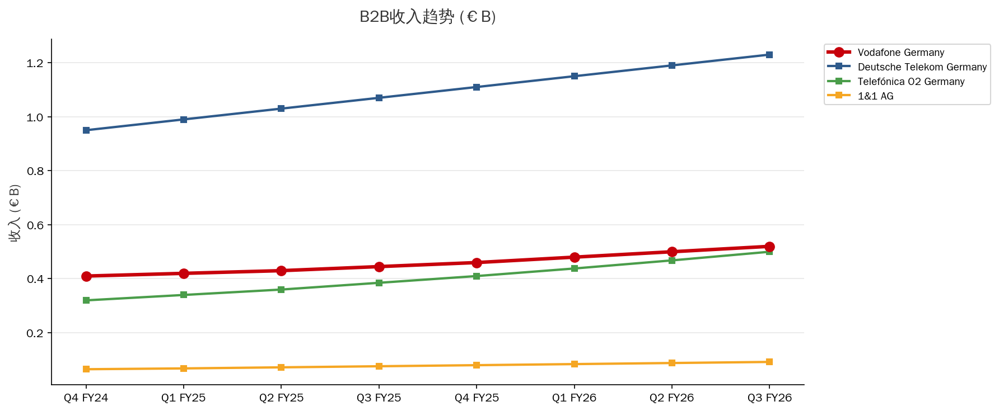 B2B收入趋势 (€ B)
收入 (€ B)
1.2
1.0
0.8
0.6
0.4
0.2
Q4 FY24
Q1 FY25
Q2 FY25
Q3 FY25
Q4 FY25
Q1 FY26
Q2 FY26
Q3 FY26
Vodafone Germany
Deutsche Telekom Germany
Telefónica O2 Germany
1&1 AG